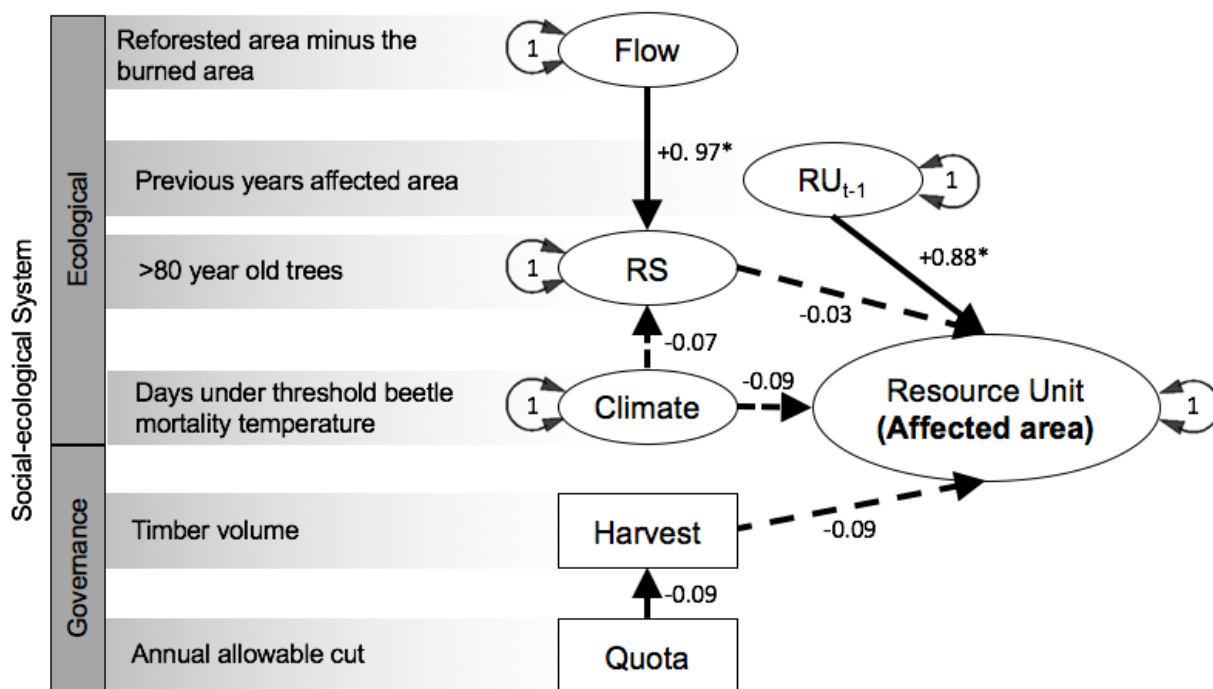 Social-ecological System
Ecological
Governance
Reforested area minus the
burned area
1
Flow
+0. 97*
Previous years affected area
RUt-1
1
+0.88*
>80 year old trees
1
RS
-0.03
-0.07
Days under threshold beetle
mortality temperature
1
Climate
-0.09
Resource Unit
(Affected area)
1
Timber volume
Harvest
-0.09
-0.09
Annual allowable cut
Quota